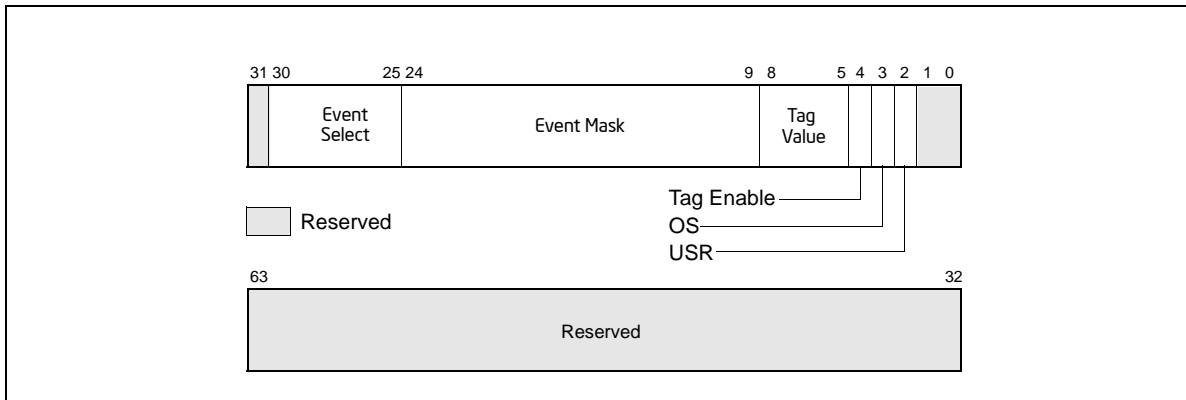 31 30 25 24 9 8 5 4 3 2 1 0
Event
Select
Event Mask
Tag
Value
Tag Enable
Reserved
OS
USR
63 32
Reserved